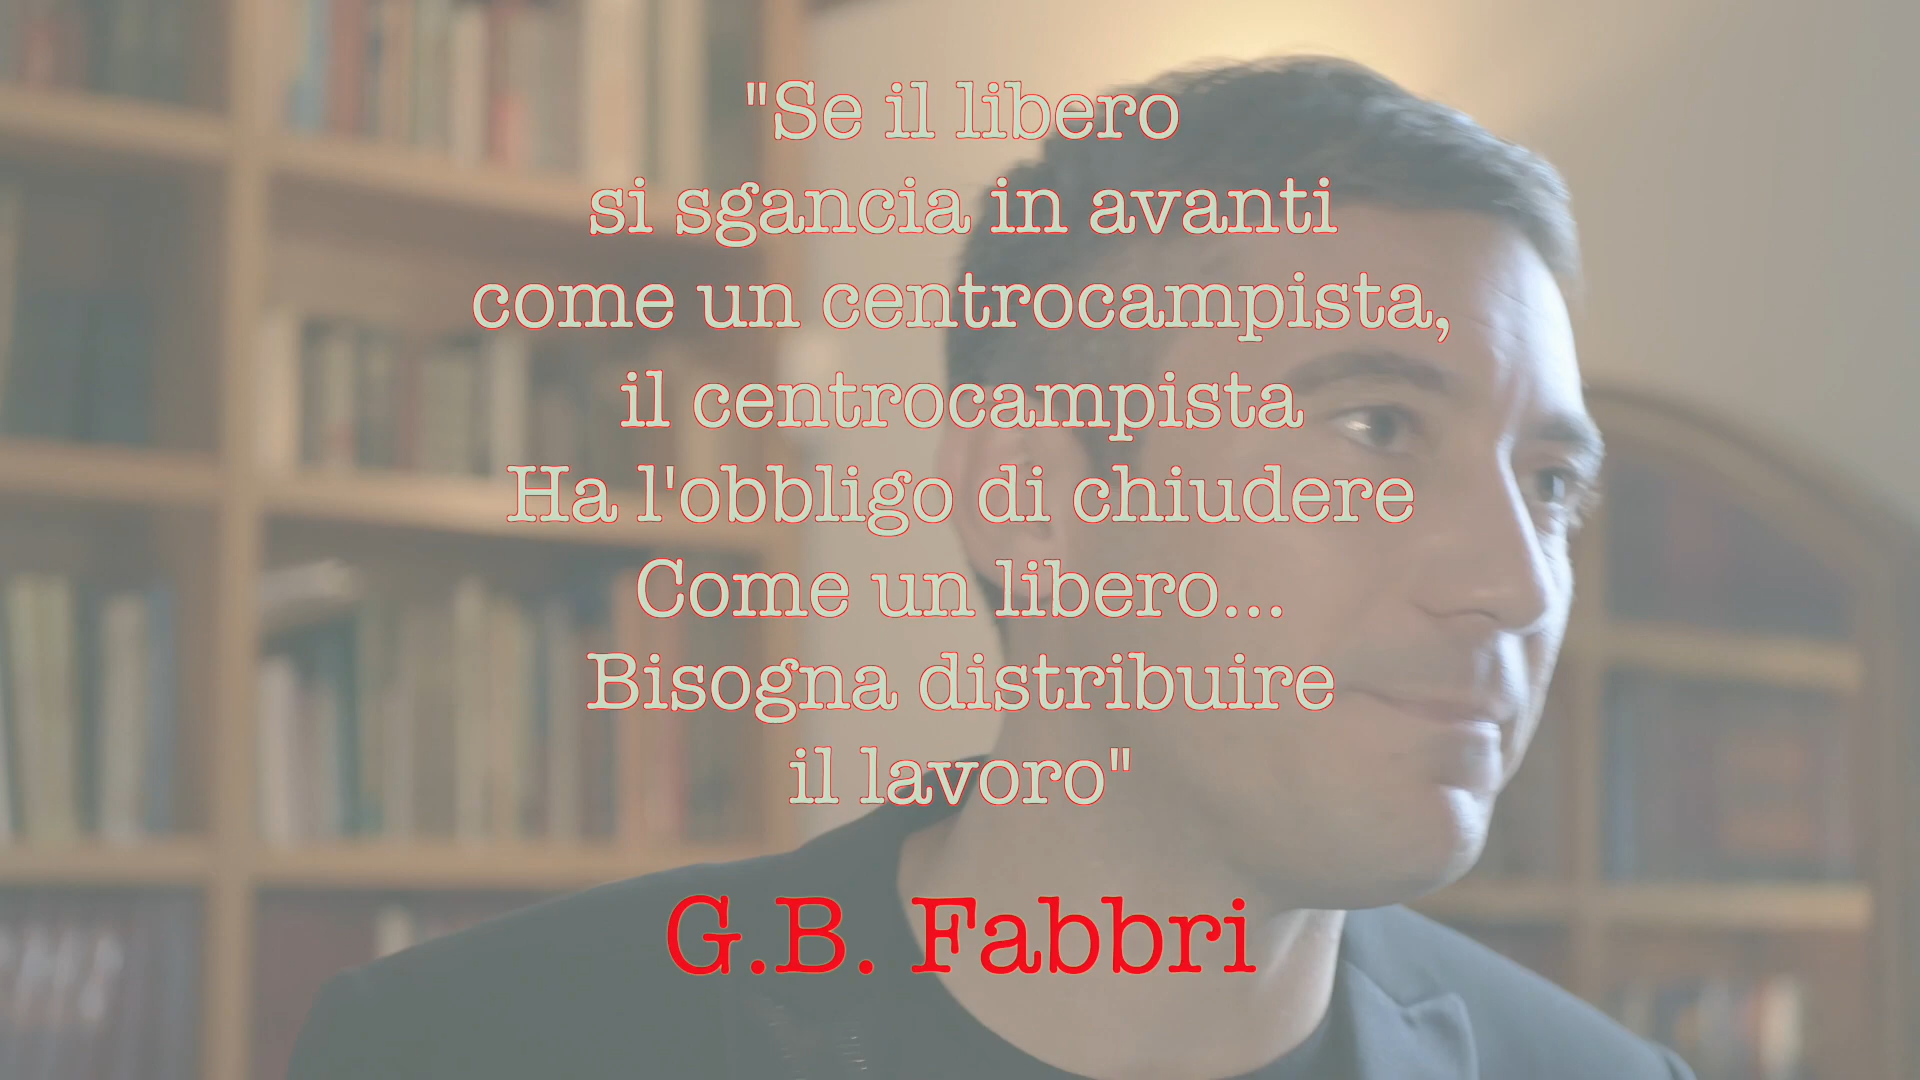 "Se il libero
si sgancia in avanti
come un centrocampista,
il centrocampista
Ha l'obbligo di chiudere
Come un libero...
Bisogna distribuire
il lavoro"
G.B. Fabbri